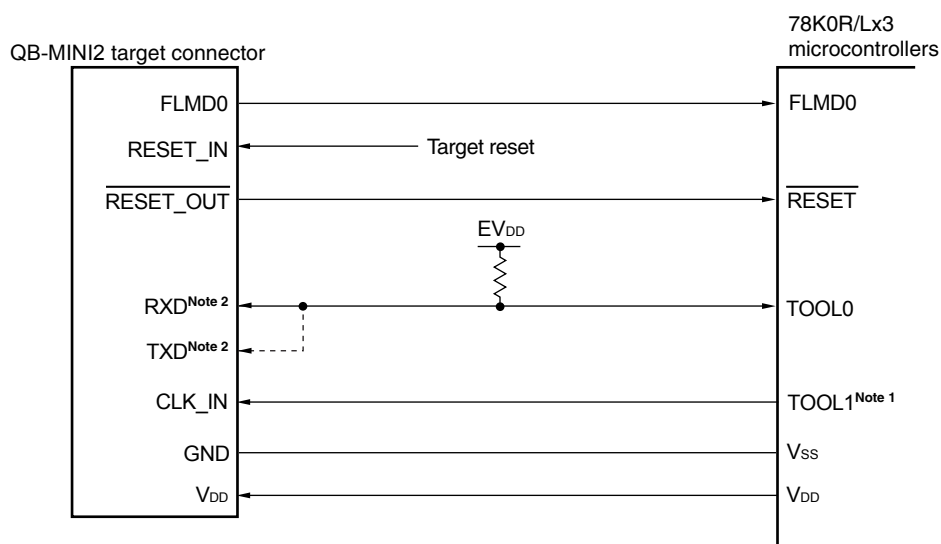 78K0R/Lx3
microcontrollers
QB-MINI2 target connector
FLMD0
FLMD0
RESET_IN
Target reset
RESET_OUT
RESET
EVDD
RXDNote 2
TOOL0
TXDNote 2
CLK_IN
TOOL1Note 1
GND
VSS
VDD
VDD